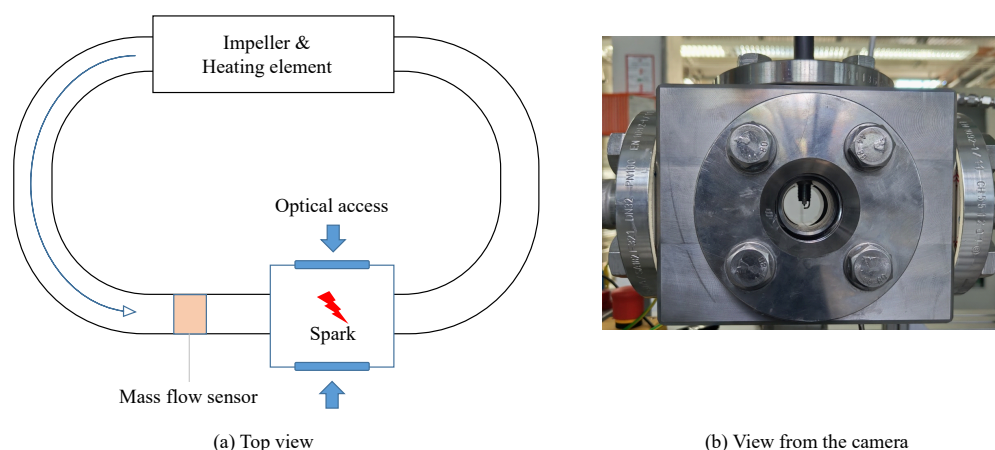 Impeller &
Heating element
Optical access
Spark
Mass flow sensor
(a) Top view
(b) View from the camera